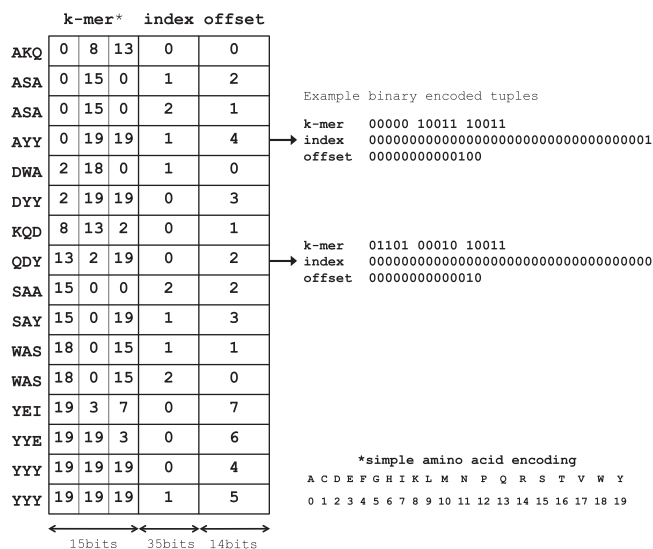 k-mer* index offset
AKQ 0 8 13 0 0
ASA 0 15 0 1 2
ASA 0 15 0 2 1
AYY 0 19 19 1 4
DWA 2 18 0 1 0
DYY 2 19 19 0 3
KQD 8 13 2 0 1
QDY 13 2 19 0 2
SAA 15 0 0 2 2
SAY 15 0 19 1 3
WAS 18 0 15 1 1
WAS 18 0 15 2 0
YEI 19 3 7 0 7
YYE 19 19 3 0 6
YYY 19 19 19 0 4
YYY 19 19 19 1 5
15bits 35bits 14bits
Example binary encoded tuples
k-mer 00000 10011 10011
index 00000000000000000000000000000000001
offset 00000000000100
k-mer 01101 00010 10011
index 00000000000000000000000000000000000
offset 00000000000010
*simple amino acid encoding
A C D E F G H I K L M N P Q R S T V W Y
0 1 2 3 4 5 6 7 8 9 10 11 12 13 14 15 16 17 18 19